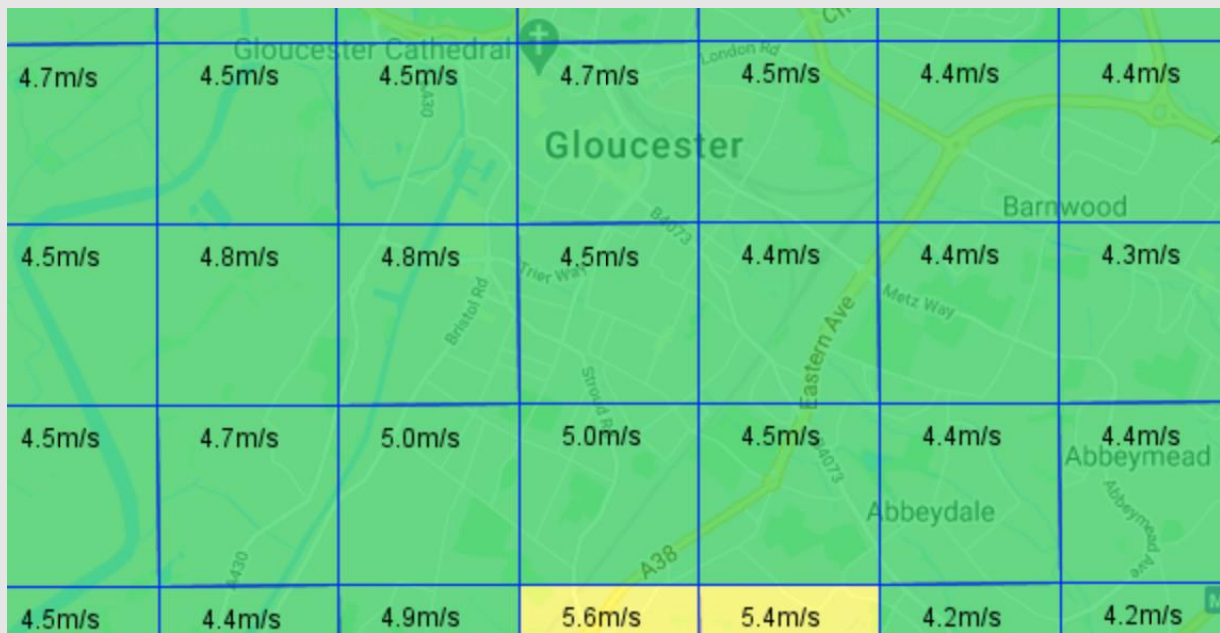 Gloucester Cathedral
London Rd
4.7m/s 4.5m/s 4.5m/s 4.7m/s 4.5m/s 4.4m/s 4.4m/s
A430
Gloucester
Barnwood
B4073
4.5m/s 4.8m/s 4.8m/s 4.5m/s 4.4m/s 4.4m/s 4.3m/s
Trier Way
Bristol Rd
Metz Way
Eastern Ave
Stroud Rd
4.5m/s 4.7m/s 5.0m/s 5.0m/s 4.5m/s 4.4m/s 4.4m/s
B4073
Abbeymead
Abbeydale
Abbeymead Ave
A38
A430
4.5m/s 4.4m/s 4.9m/s 5.6m/s 5.4m/s 4.2m/s 4.2m/s
M